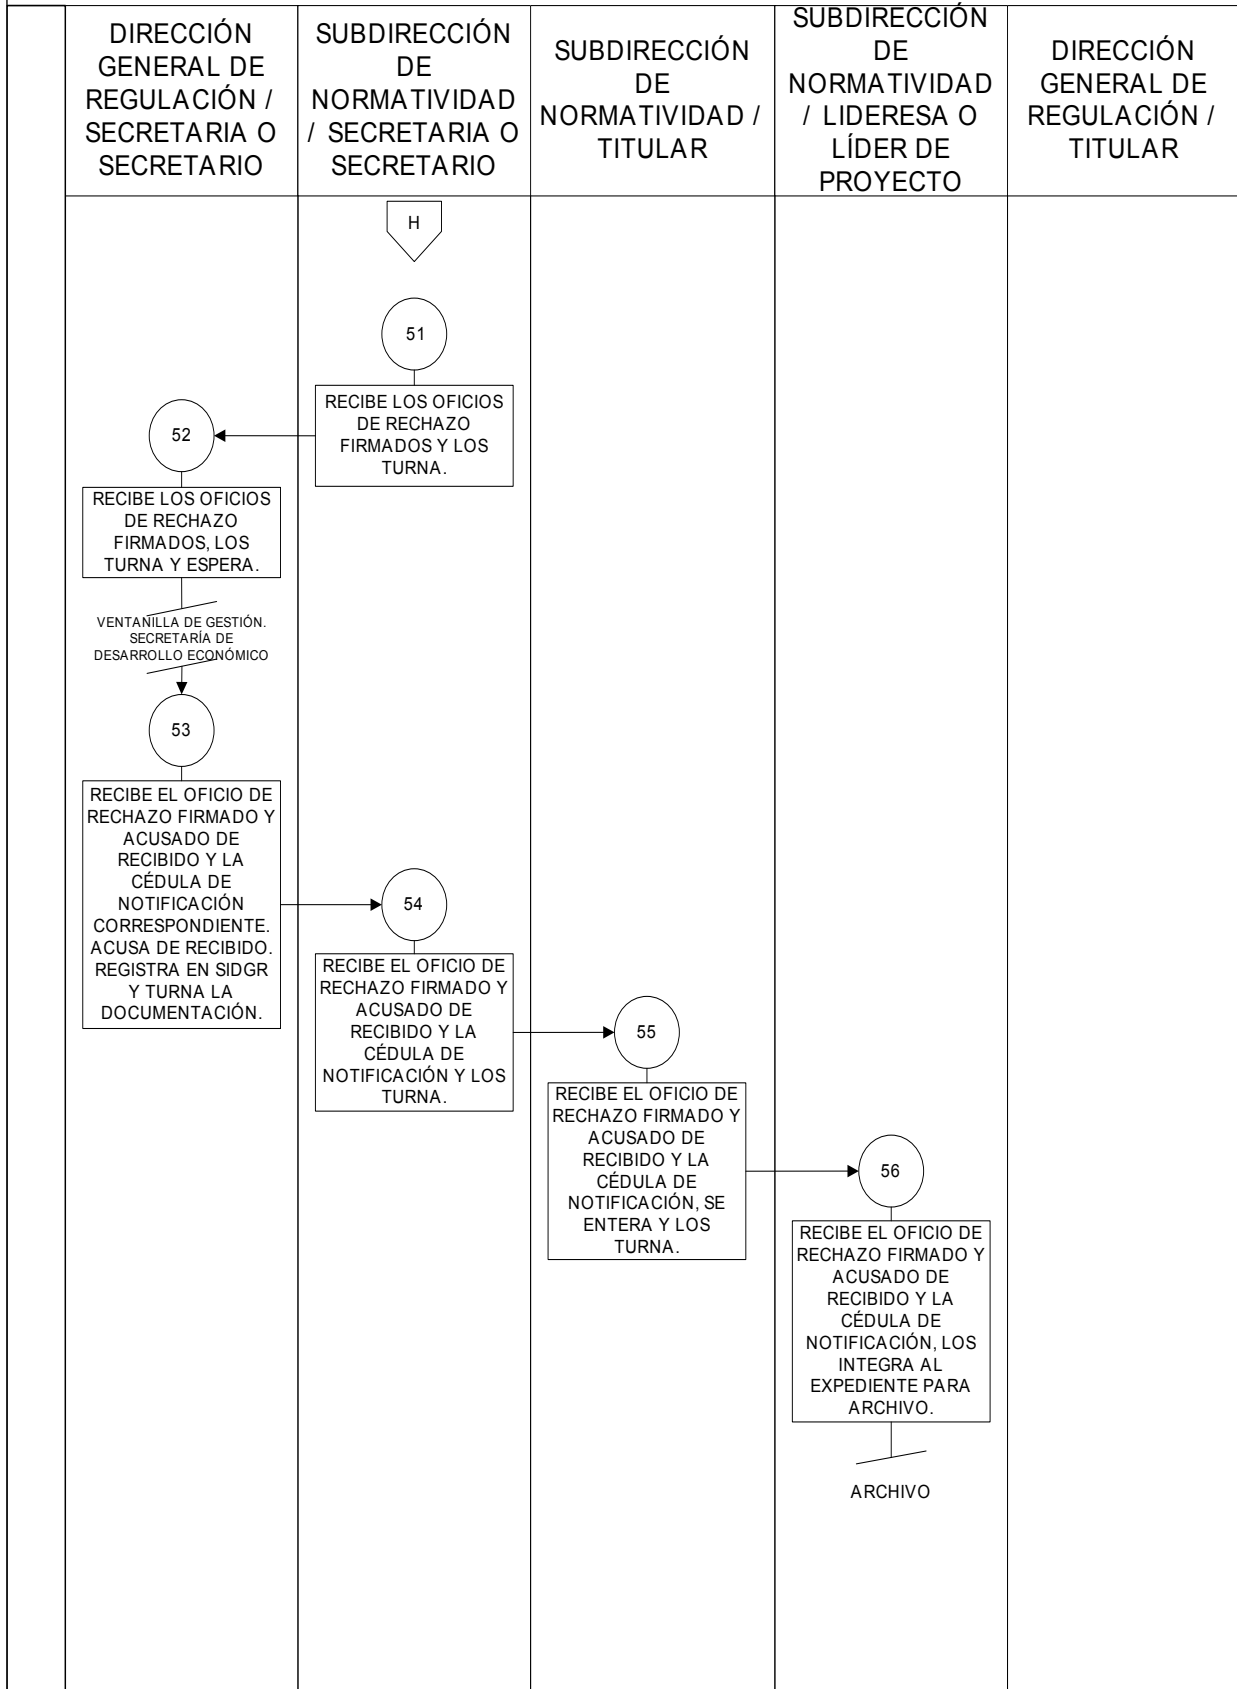 DIRECCIÓN
GENERAL DE
REGULACIÓN /
SECRETARIA O
SECRETARIO
SUBDIRECCIÓN
DE
NORMATIVIDAD
/ SECRETARIA O
SECRETARIO
SUBDIRECCIÓN
DE
NORMATIVIDAD /
TITULAR
SUBDIRECCIÓN
DE
NORMATIVIDAD
/ LIDERESA O
LÍDER DE
PROYECTO
DIRECCIÓN
GENERAL DE
REGULACIÓN /
TITULAR
H
51
RECIBE LOS OFICIOS
DE RECHAZO
FIRMADOS Y LOS
TURNA.
52
RECIBE LOS OFICIOS
DE RECHAZO
FIRMADOS, LOS
TURNA Y ESPERA.
VENTANILLA DE GESTIÓN.
SECRETARÍA DE
DESARROLLO ECONÓMICO
53
RECIBE EL OFICIO DE
RECHAZO FIRMADO Y
ACUSADO DE
RECIBIDO Y LA
CÉDULA DE
NOTIFICACIÓN
CORRESPONDIENTE.
ACUSA DE RECIBIDO.
REGISTRA EN SIDGR
Y TURNA LA
DOCUMENTACIÓN.
54
RECIBE EL OFICIO DE
RECHAZO FIRMADO Y
ACUSADO DE
RECIBIDO Y LA
CÉDULA DE
NOTIFICACIÓN Y LOS
TURNA.
55
RECIBE EL OFICIO DE
RECHAZO FIRMADO Y
ACUSADO DE
RECIBIDO Y LA
CÉDULA DE
NOTIFICACIÓN, SE
ENTERA Y LOS
TURNA.
56
RECIBE EL OFICIO DE
RECHAZO FIRMADO Y
ACUSADO DE
RECIBIDO Y LA
CÉDULA DE
NOTIFICACIÓN, LOS
INTEGRA AL
EXPEDIENTE PARA
ARCHIVO.
ARCHIVO